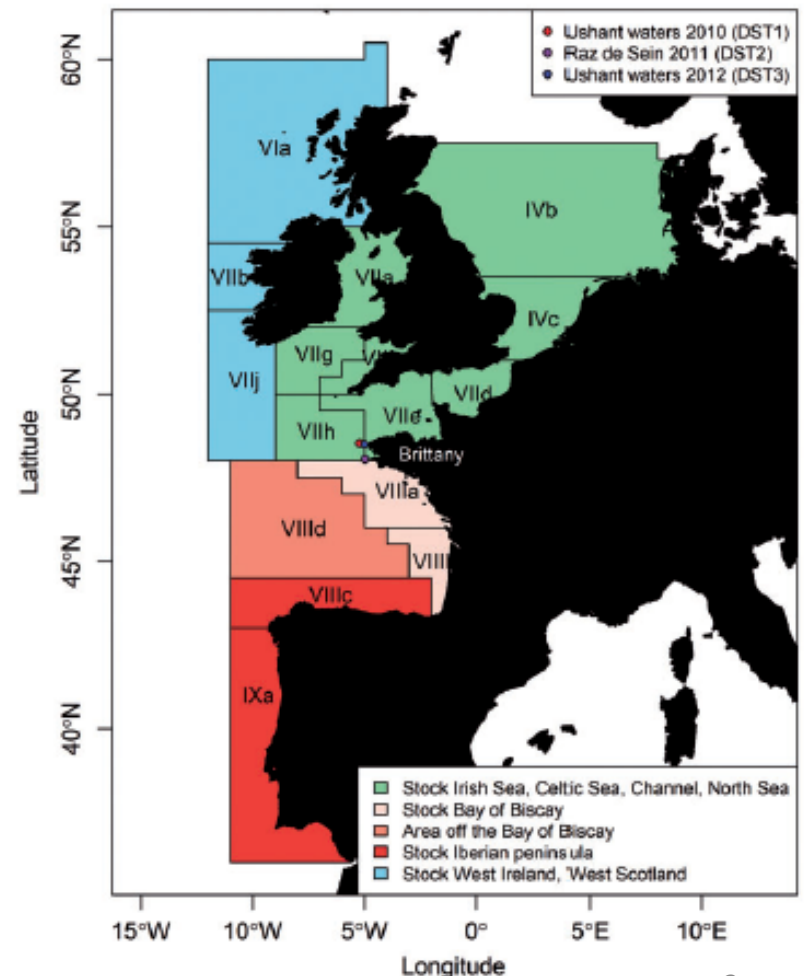 Ushant waters 2010 (DST1)
Raz de Sein 2011 (DST2)
Ushant waters 2012 (DST3)
60°N
55°N
50°N
45°N
40°N
Latitude
VIa
IVb
VIIb
VIIa
IVc
VIIg
VIIj
VIId
VIIe
VIIh
Brittany
VIIIa
VIIId
VIIIc
IXa
Stock Irish Sea, Celtic Sea, Channel, North Sea
Stock Bay of Biscay
Area off the Bay of Biscay
Stock Iberian peninsula
Stock West Ireland, 'West Scotland
15°W
10°W
5°W
0°
5°E
10°E
Longitude